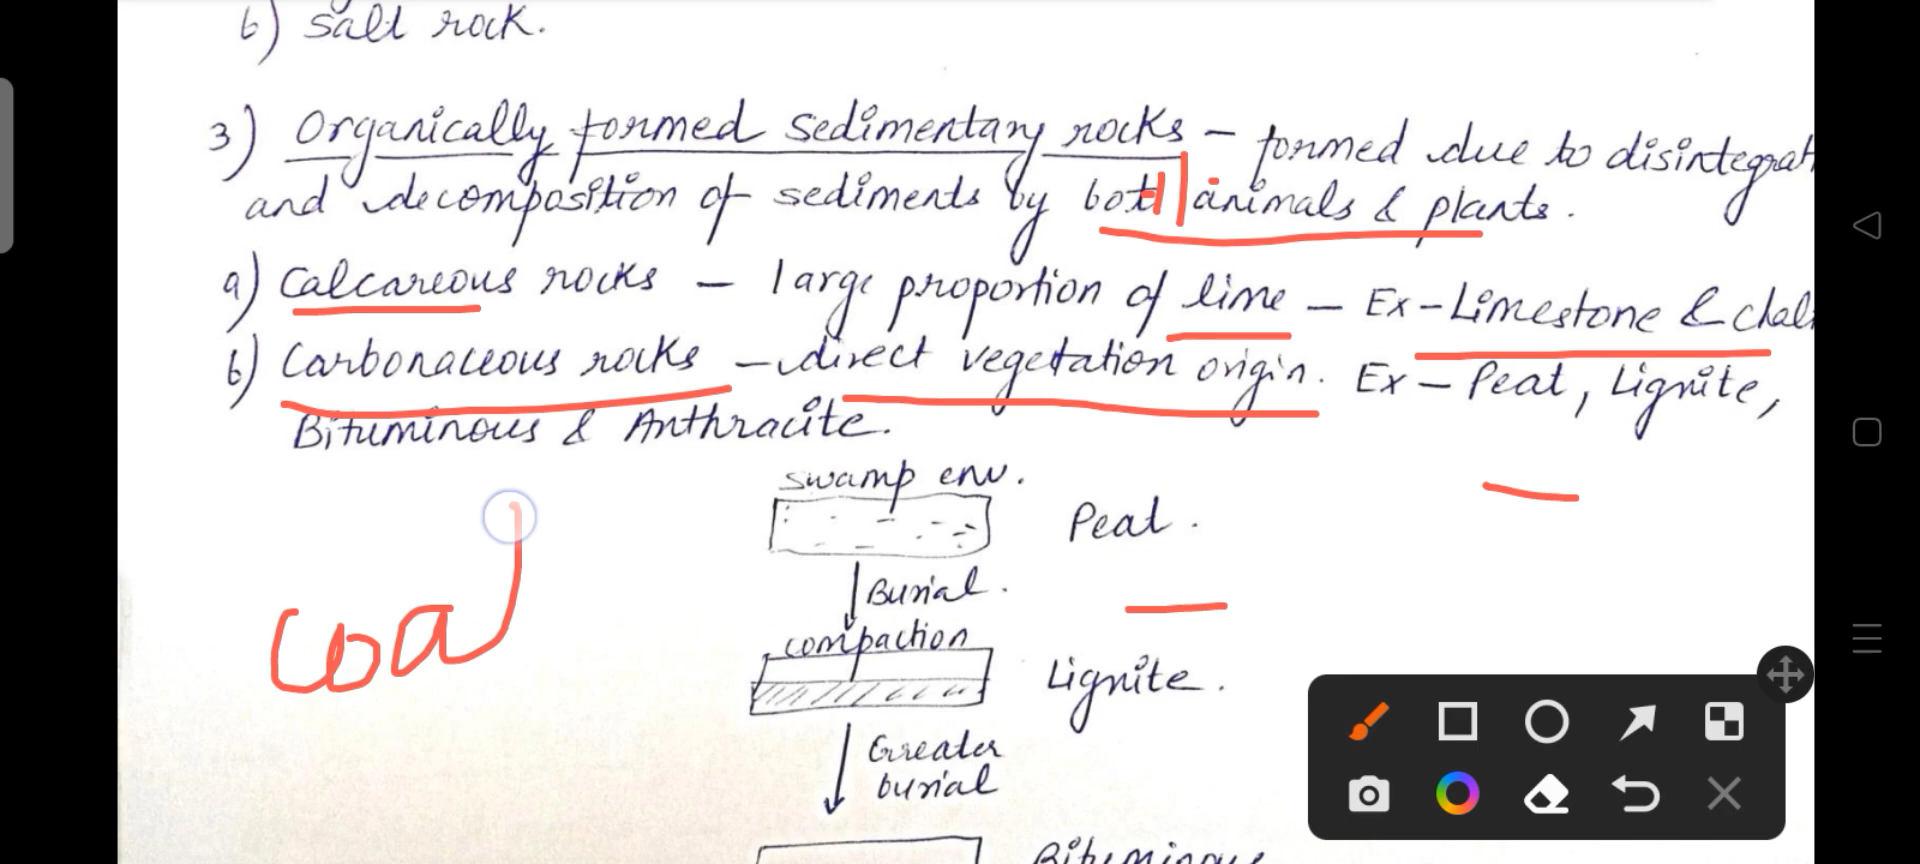 b) Salt rock.
3) Organically formed sedimentary rocks - formed due to disintegrat
and decomposition of sediments by both animals & plants.
a) Calcareous rocks - large proportion of lime - Ex - Limestone & chal
b) Carbonaceous rocks - direct vegetation origin. Ex - Peat, Lignite,
Bituminous & Anthracite.
swamp env.
Peat.
Burial.
compaction
Lignite.
coal
Greater
burial
Bituminous